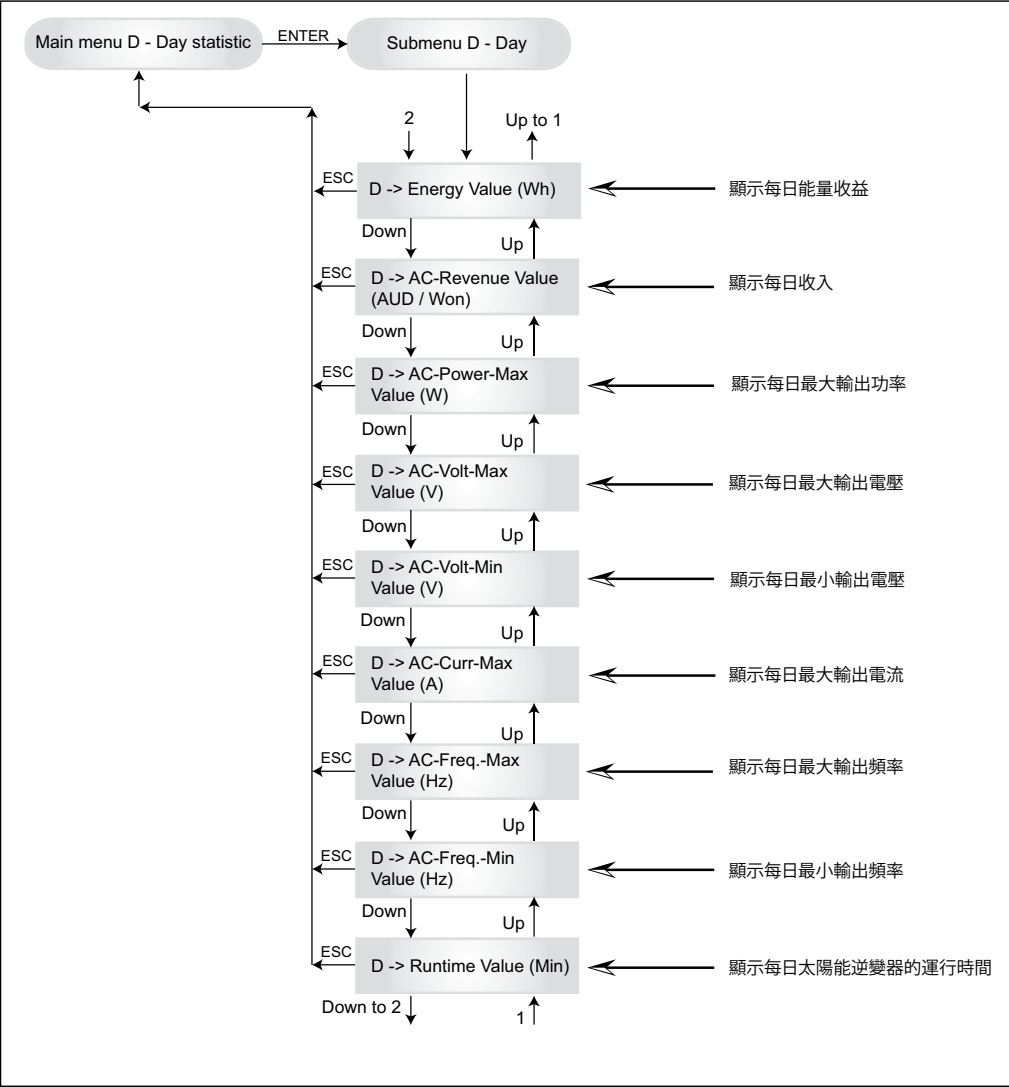 Main menu D - Day statistic
ENTER
Submenu D - Day
2
Up to 1
ESC
D -> Energy Value (Wh)
顯示每日能量收益
Down
Up
ESC
D -> AC-Revenue Value
(AUD / Won)
顯示每日收入
Down
Up
ESC
D -> AC-Power-Max
Value (W)
顯示每日最大輸出功率
Down
Up
ESC
D -> AC-Volt-Max
Value (V)
顯示每日最大輸出電壓
Down
Up
ESC
D -> AC-Volt-Min
Value (V)
顯示每日最小輸出電壓
Down
Up
ESC
D -> AC-Curr-Max
Value (A)
顯示每日最大輸出電流
Down
Up
ESC
D -> AC-Freq.-Max
Value (Hz)
顯示每日最大輸出頻率
Down
Up
ESC
D -> AC-Freq.-Min
Value (Hz)
顯示每日最小輸出頻率
Down
Up
ESC
D -> Runtime Value (Min)
顯示每日太陽能逆變器的運行時間
Down to 2
1